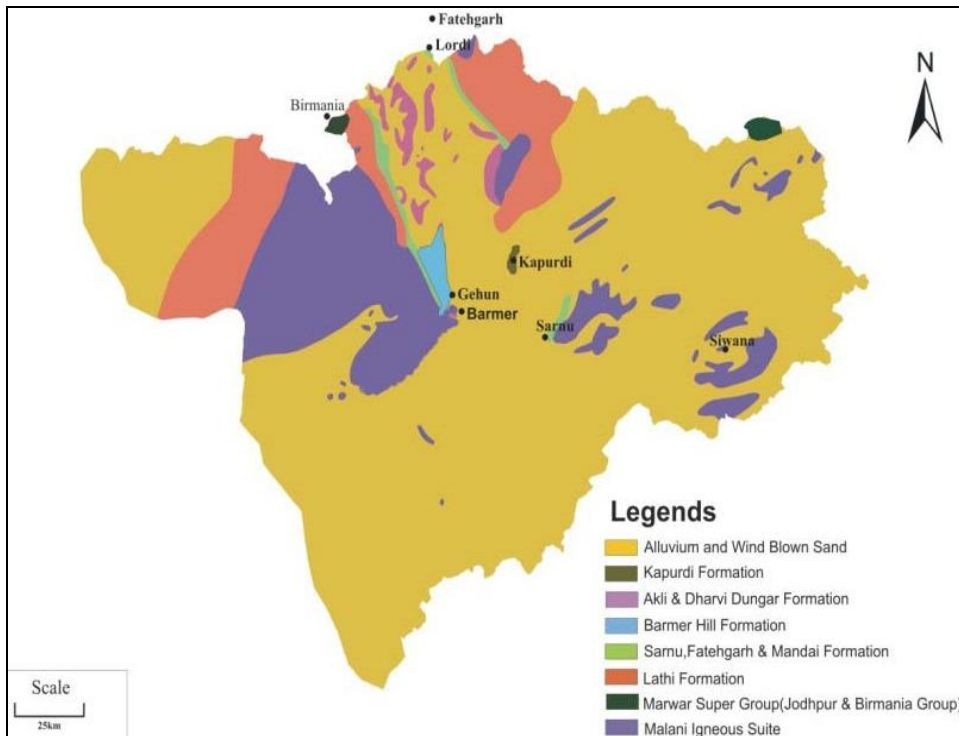 Fatehgarh
Lordi
N
Birmania
Kapurdi
Gehun
Barmer
Sarnu
Siwana
Legends
Alluvium and Wind Blown Sand
Kapurdi Formation
Akli & Dharvi Dungar Formation
Barmer Hill Formation
Sarnu,Fatehgarh & Mandai Formation
Lathi Formation
Marwar Super Group(Jodhpur & Birmania Group)
Malani Igneous Suite
Scale
25km